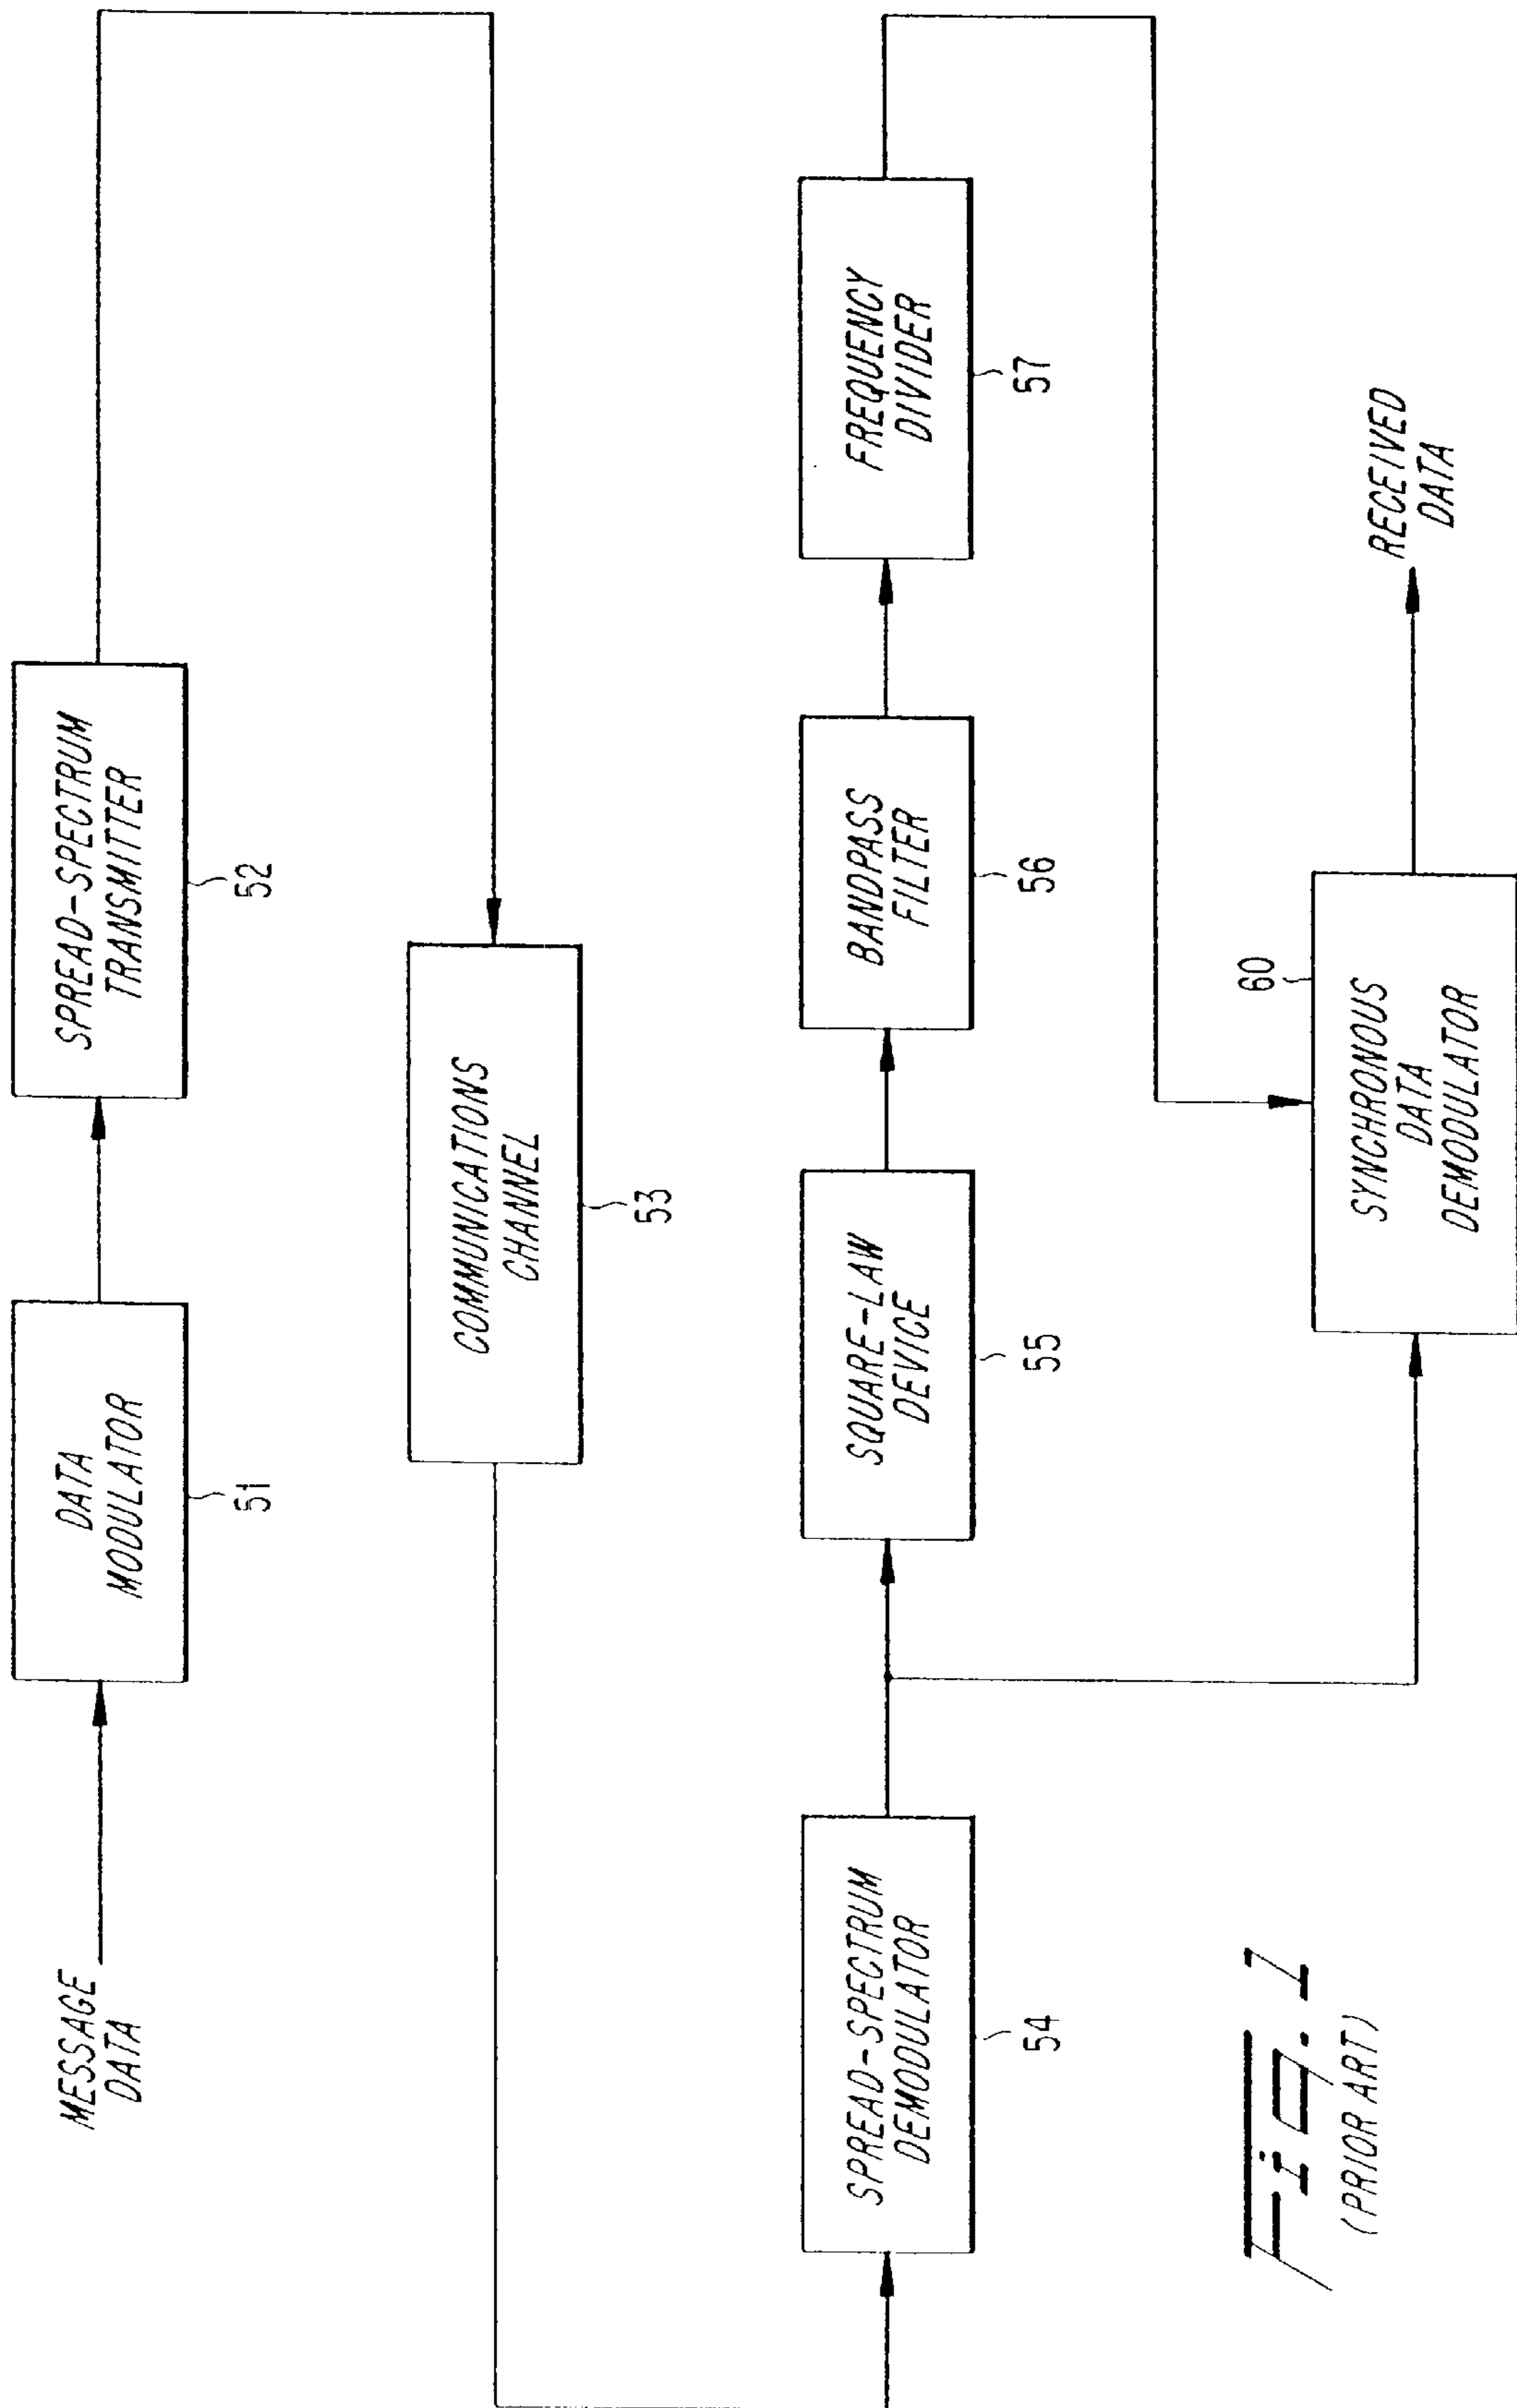 MESSAGE
DATA
DATA
MODULATOR
51
SPREAD-SPECTRUM
TRANSMITTER
52
COMMUNICATIONS
CHANNEL
53
SPREAD-SPECTRUM
DEMODULATOR
54
SQUARE-LAW
DEVICE
55
BANDPASS
FILTER
56
FREQUENCY
DIVIDER
57
60
SYNCHRONOUS
DATA
DEMODULATOR
RECEIVED
DATA
Fig. 1
(PRIOR ART)